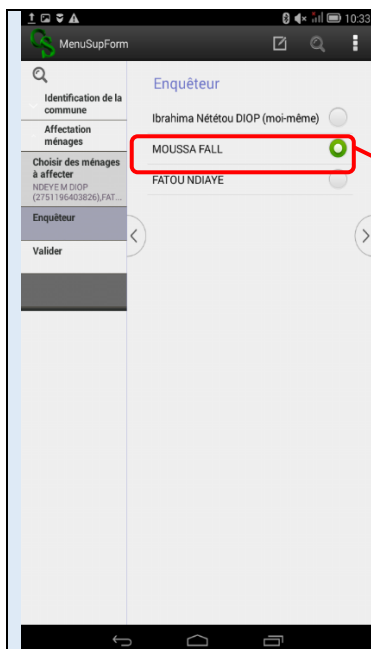 10:33
MenuSupForm
Identification de la
commune
Affectation
ménages
Choisir des ménages
à affecter
NDEYE M DIOP
(2751196403826),FAT...
Enquêteur
Valider
Enquêteur
Ibrahima Nététou DIOP (moi-même)
MOUSSA FALL
FATOU NDIAYE